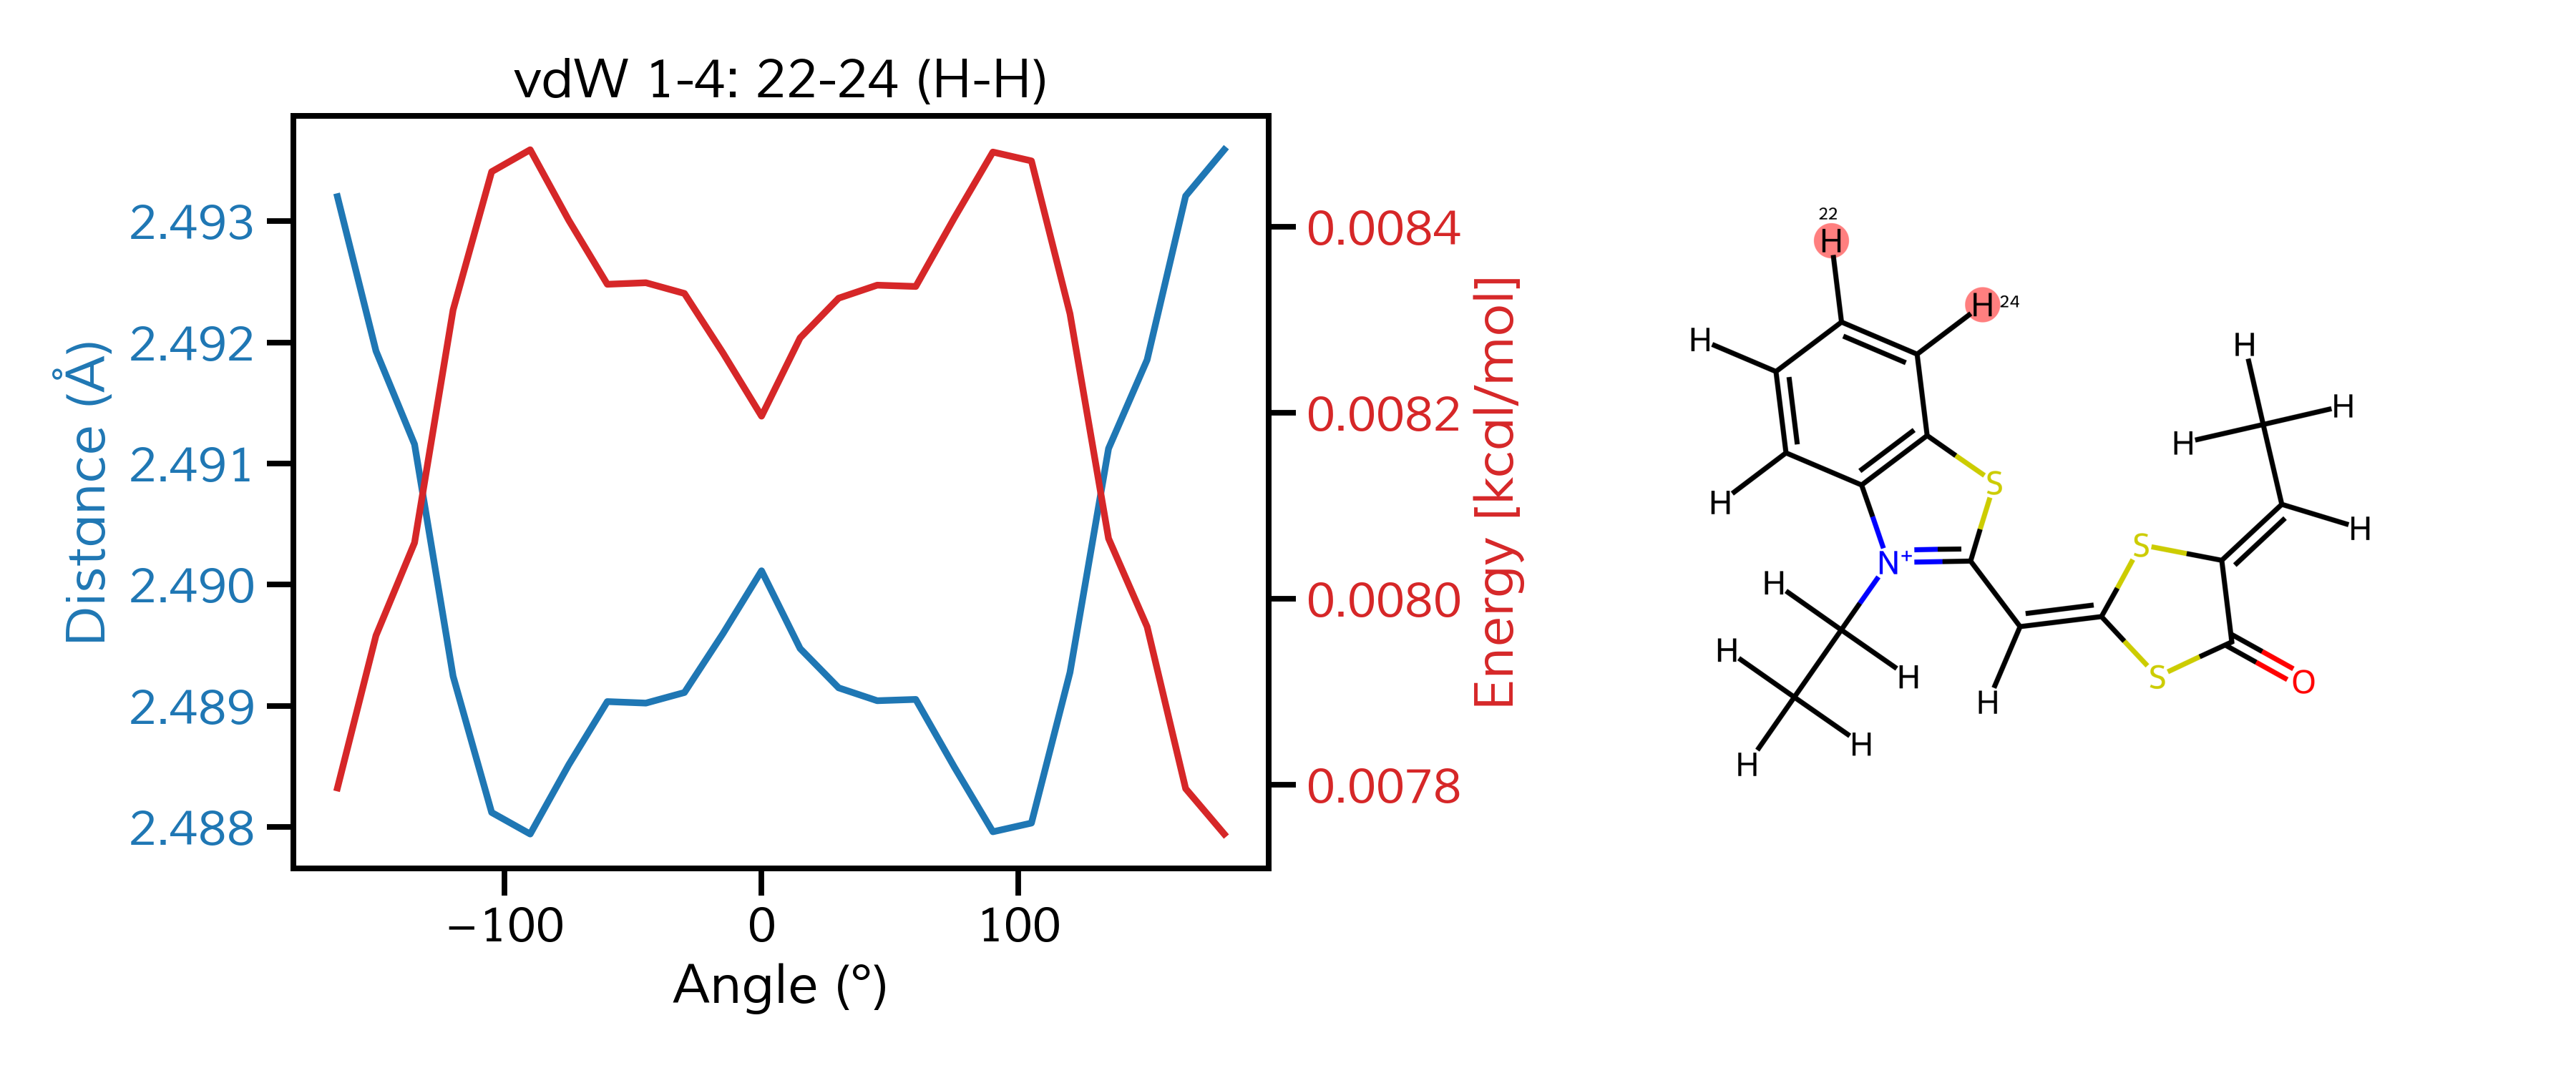 vdW 1-4: 22-24 (H-H)
2.493
2.492
2.491
2.490
2.489
2.488
Distance (Å)
−100
0
100
Angle (°)
0.0084
0.0082
0.0080
0.0078
Energy [kcal/mol]
22
H
H 24
H
H
H
H
H
S
H
S
H
N+
H
H
H
S
O
H
H
H
H